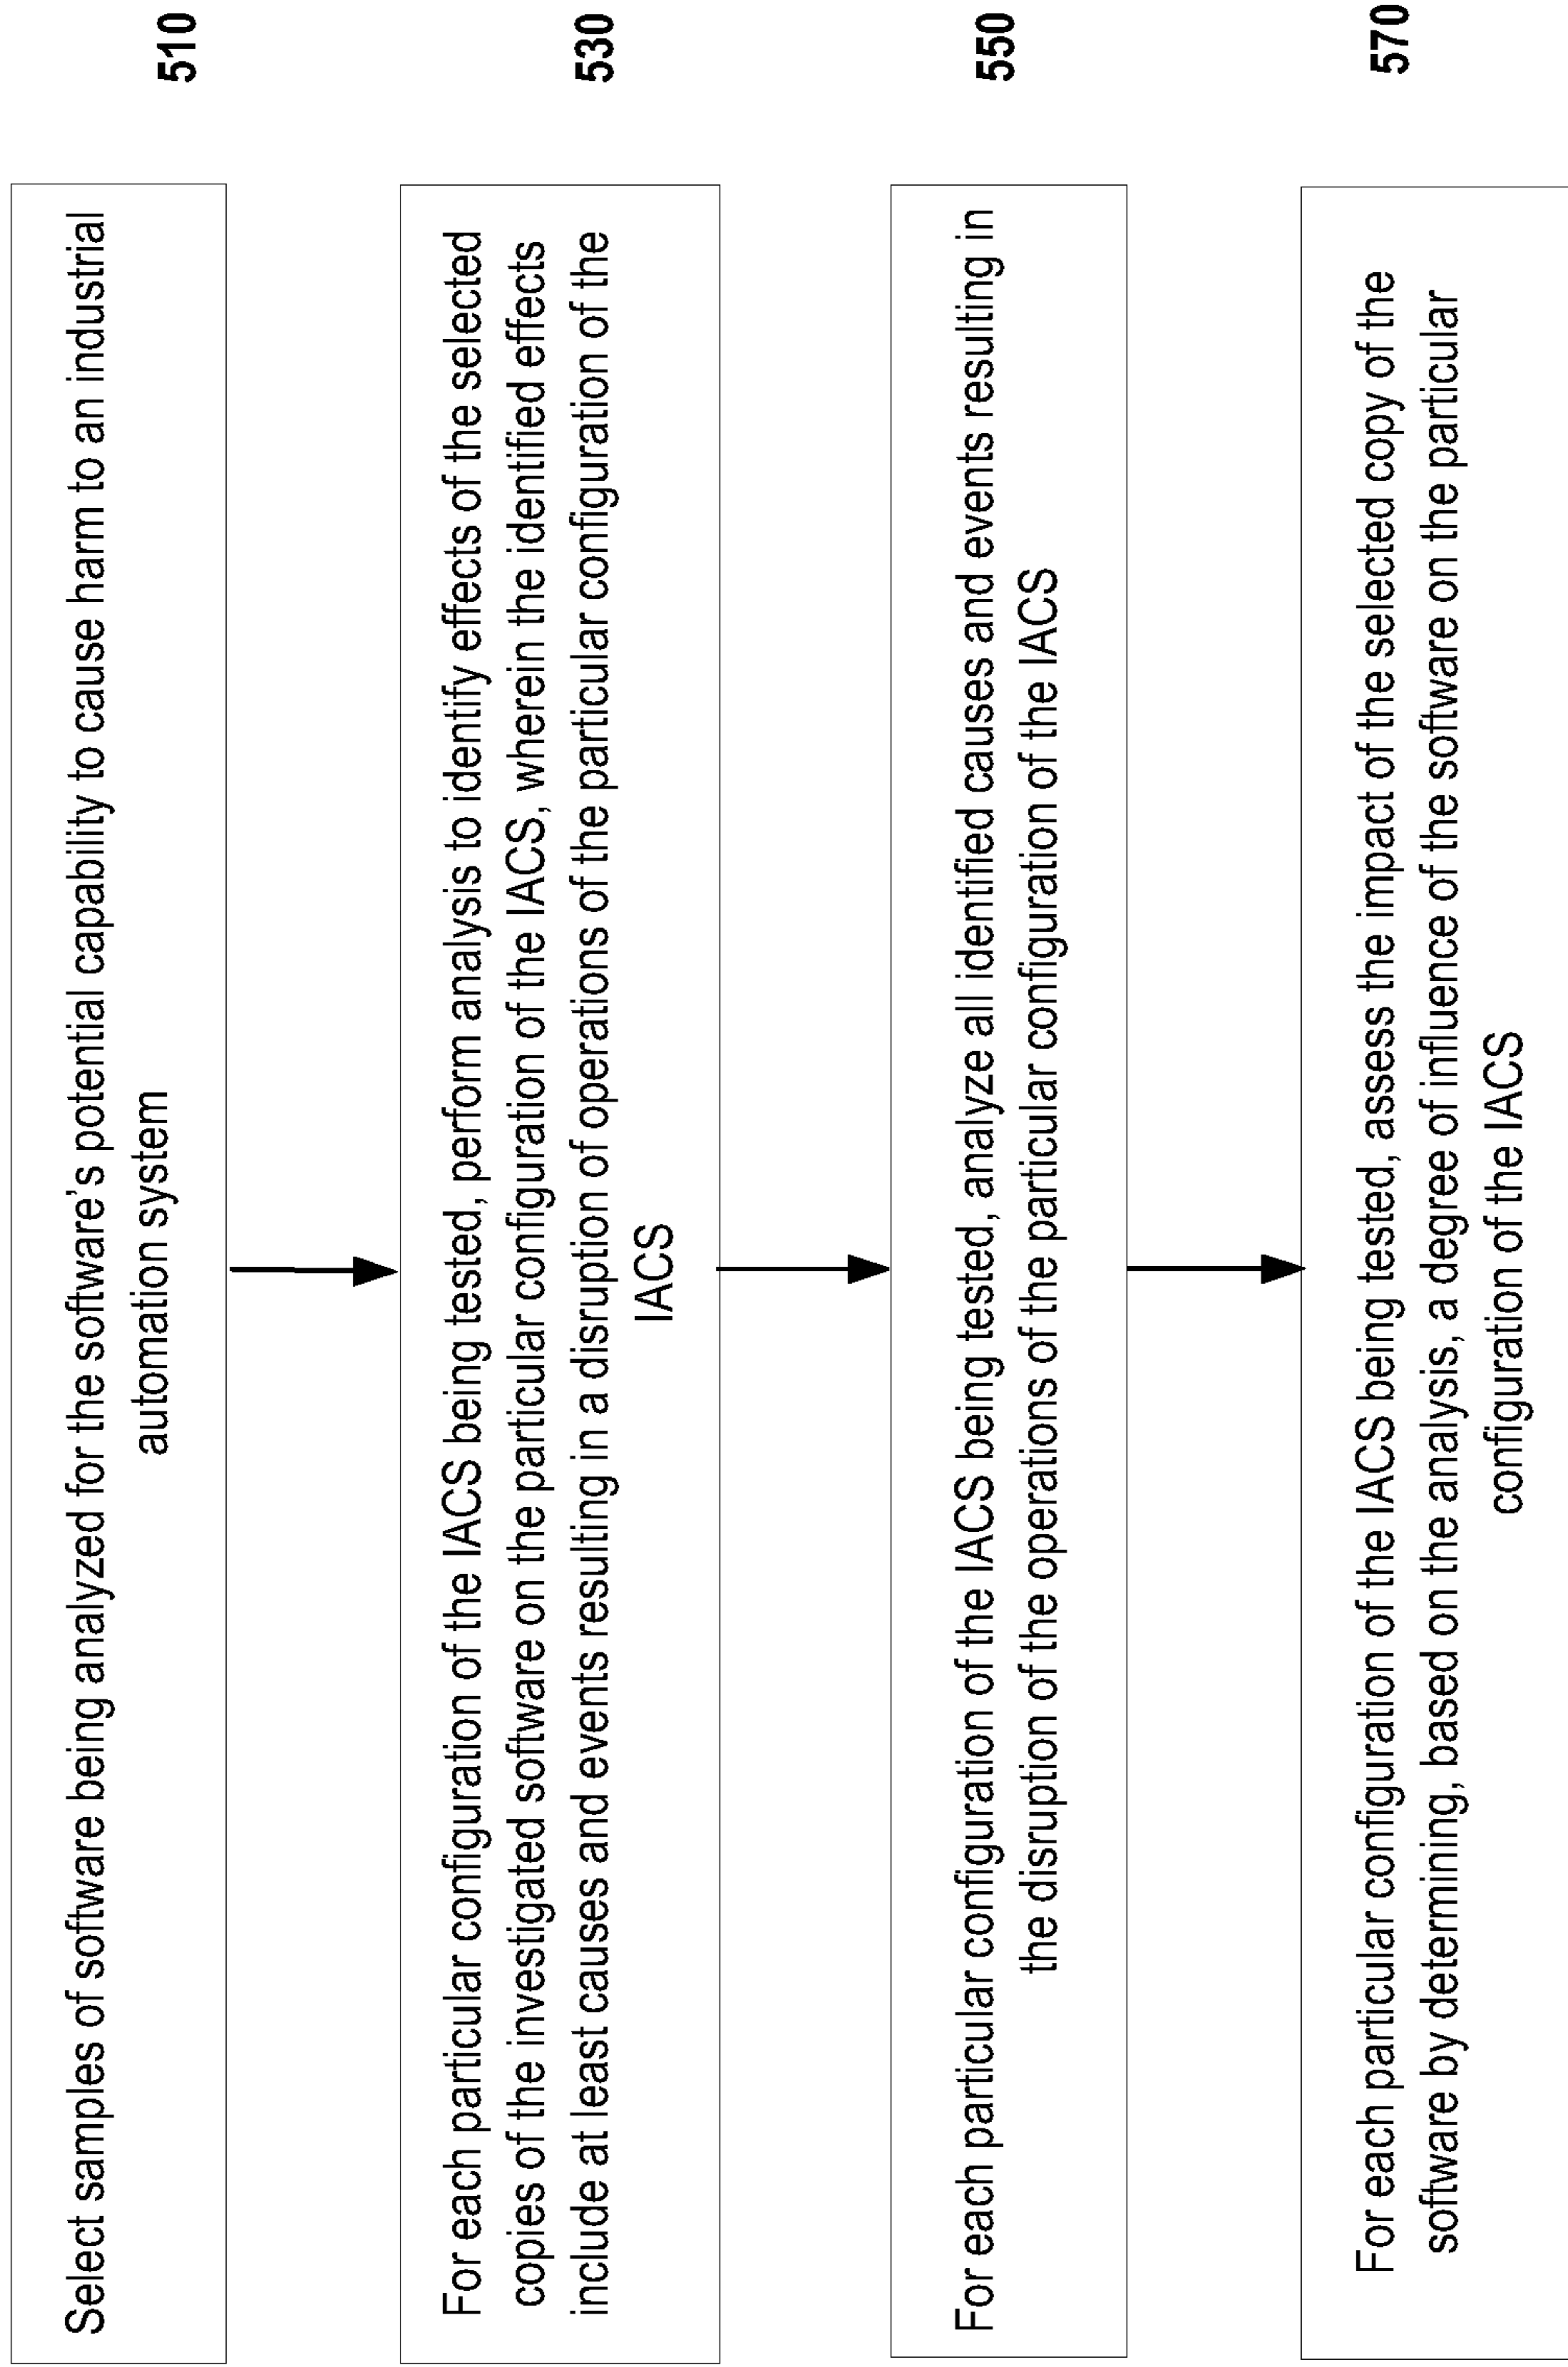 Select samples of software being analyzed for the software's potential capability to cause harm to an industrial
automation system
510
For each particular configuration of the IACS being tested, perform analysis to identify effects of the selected
copies of the investigated software on the particular configuration of the IACS, wherein the identified effects
include at least causes and events resulting in a disruption of operations of the particular configuration of the
IACS
530
For each particular configuration of the IACS being tested, analyze all identified causes and events resulting in
the disruption of the operations of the particular configuration of the IACS
550
For each particular configuration of the IACS being tested, assess the impact of the selected copy of the
software by determining, based on the analysis, a degree of influence of the software on the particular
configuration of the IACS
570